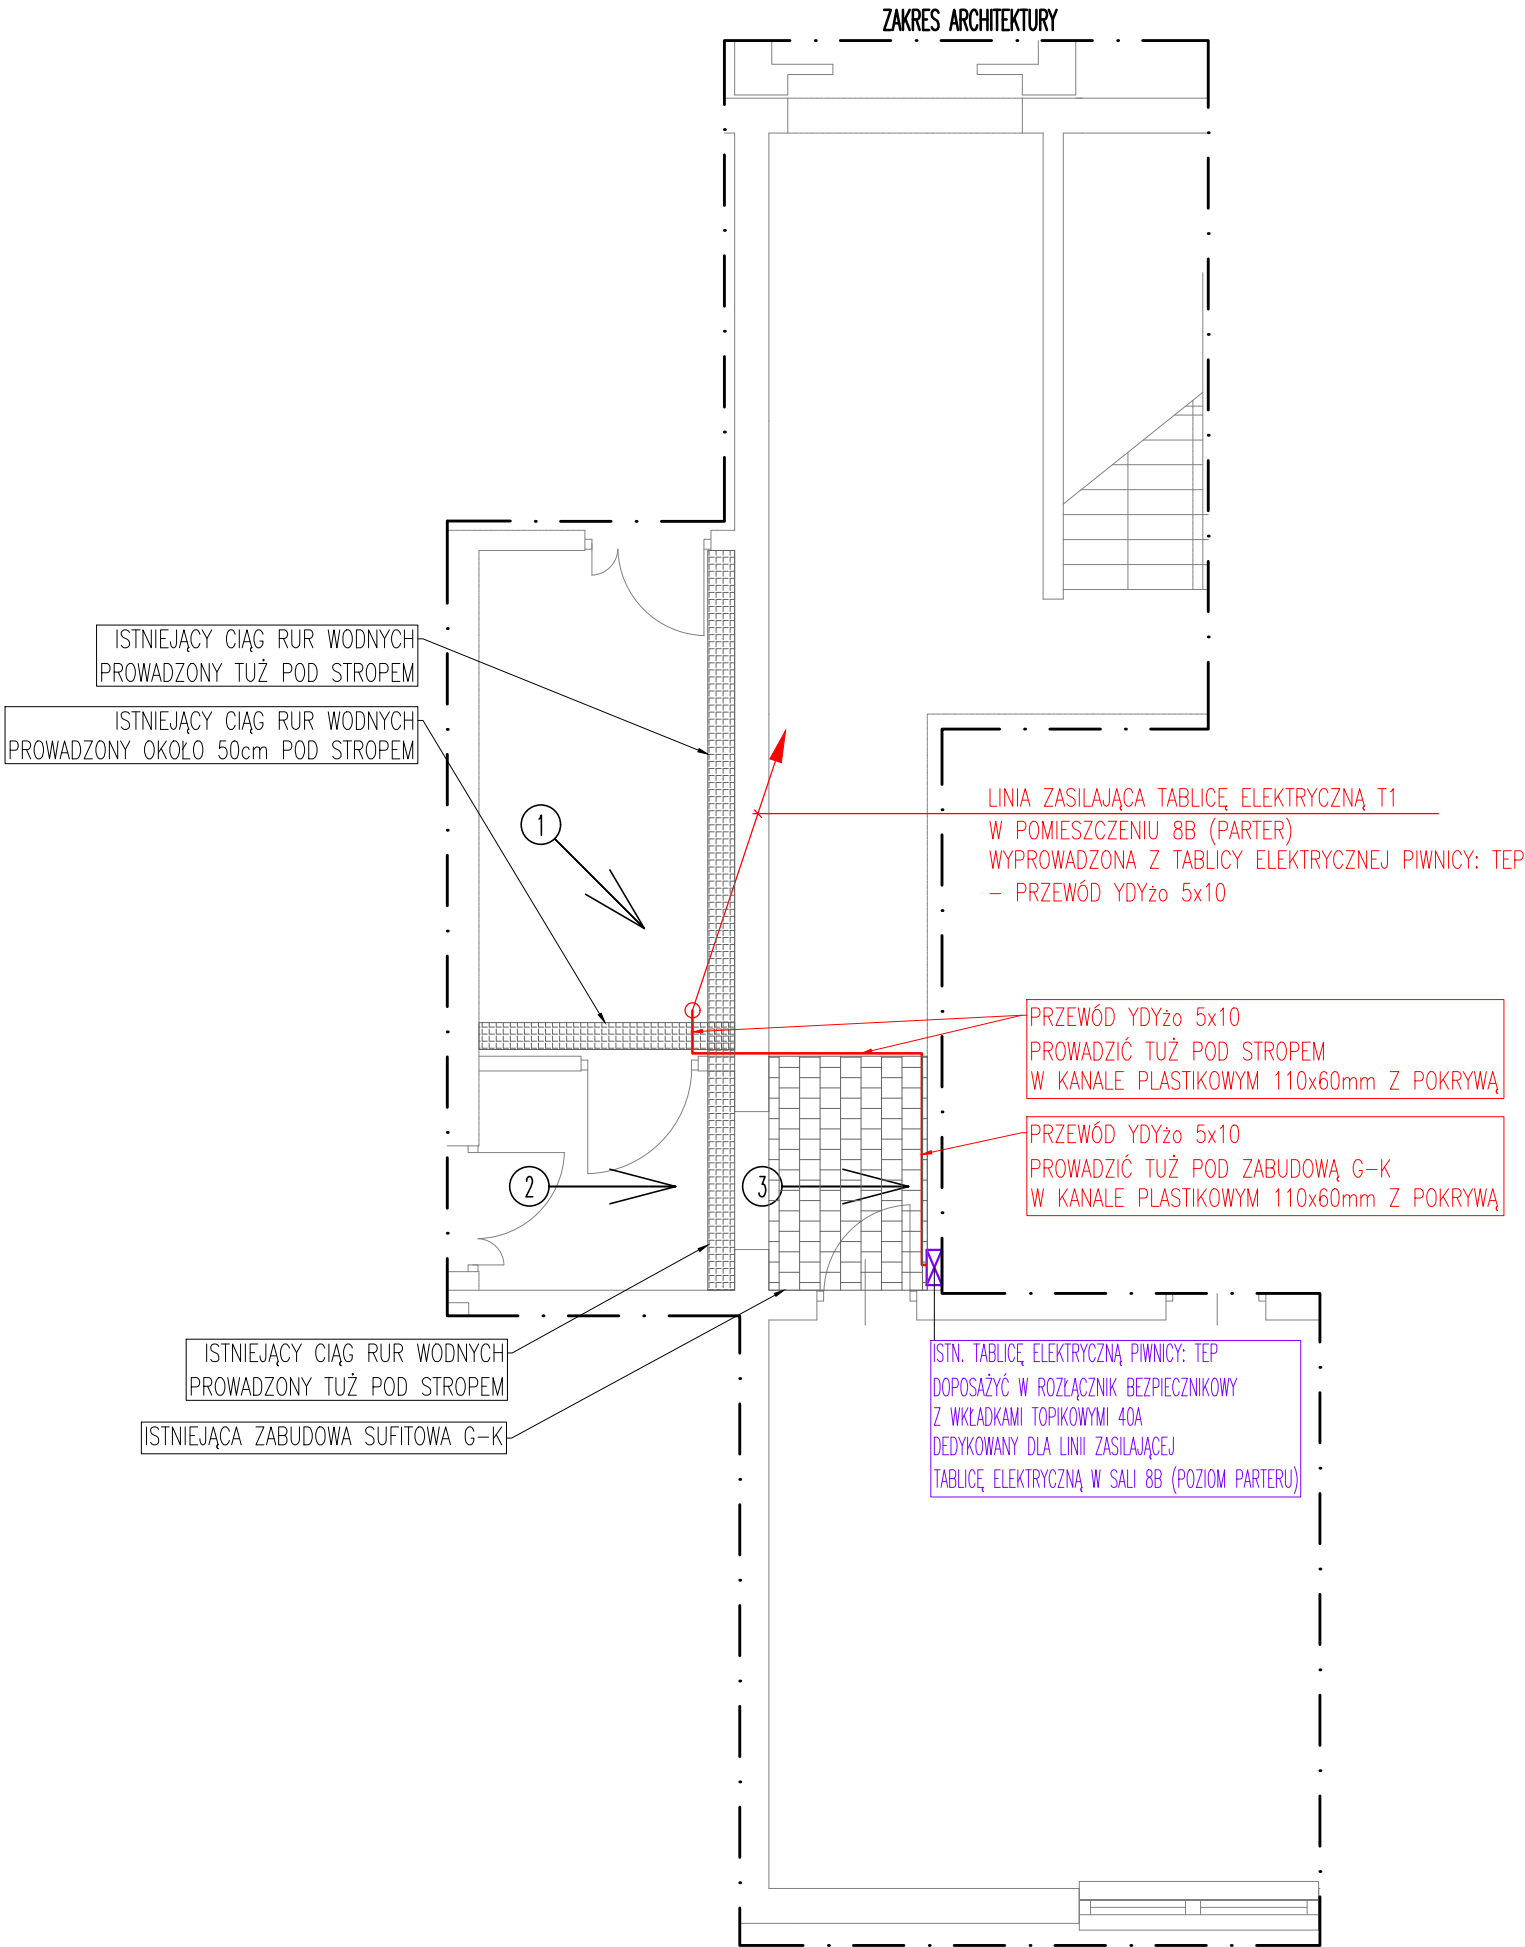 ZAKRES ARCHITEKTURY
ISTNIEJĄCY CIĄG RUR WODNYCH
PROWADZONY TUŻ POD STROPEM
ISTNIEJĄCY CIĄG RUR WODNYCH
PROWADZONY OKOŁO 50cm POD STROPEM
1
LINIA ZASILAJĄCA TABLICĘ ELEKTRYCZNĄ T1
W POMIESZCZENIU 8B (PARTER)
WYPROWADZONA Z TABLICY ELEKTRYCZNEJ PIWNICY: TEP
– PRZEWÓD YDYżo 5x10
PRZEWÓD YDYżo 5x10
PROWADZIĆ TUŻ POD STROPEM
W KANALE PLASTIKOWYM 110x60mm Z POKRYWĄ
PRZEWÓD YDYżo 5x10
PROWADZIĆ TUŻ POD ZABUDOWĄ G–K
W KANALE PLASTIKOWYM 110x60mm Z POKRYWĄ
2
3
ISTNIEJĄCY CIĄG RUR WODNYCH
PROWADZONY TUŻ POD STROPEM
ISTNIEJĄCA ZABUDOWA SUFITOWA G–K
ISTN. TABLICĘ ELEKTRYCZNĄ PIWNICY: TEP
DOPOSAŻYĆ W ROZŁĄCZNIK BEZPIECZNIKOWY
Z WKŁADKAMI TOPIKOWYMI 40A
DEDYKOWANY DLA LINII ZASILAJĄCEJ
TABLICĘ ELEKTRYCZNĄ W SALI 8B (POZIOM PARTERU)